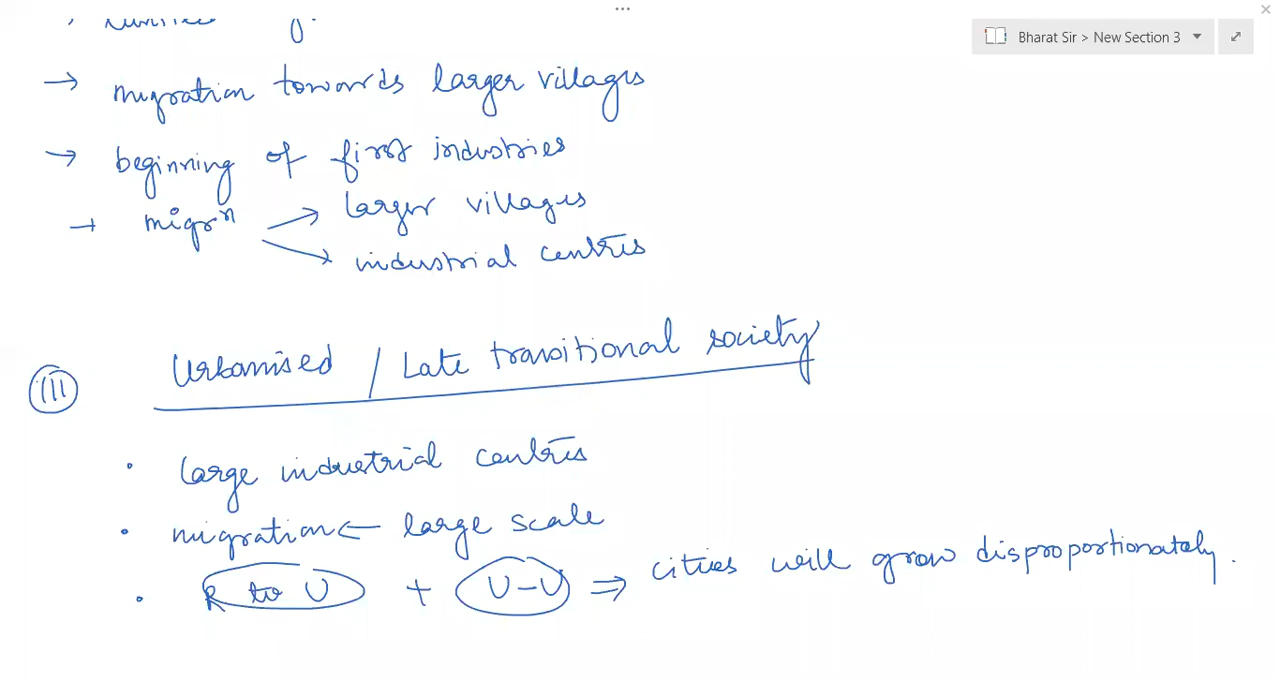 Bharat Sir > New Section 3
→ migration towards larger villages
→ beginning of first industries
→ migrⁿ → larger villages
→ industrial centres
(III) Urbanised / Late transitional society
• large industrial centres
• migration ← large scale
• R to U + U-U ⇒ cities will grow disproportionately.